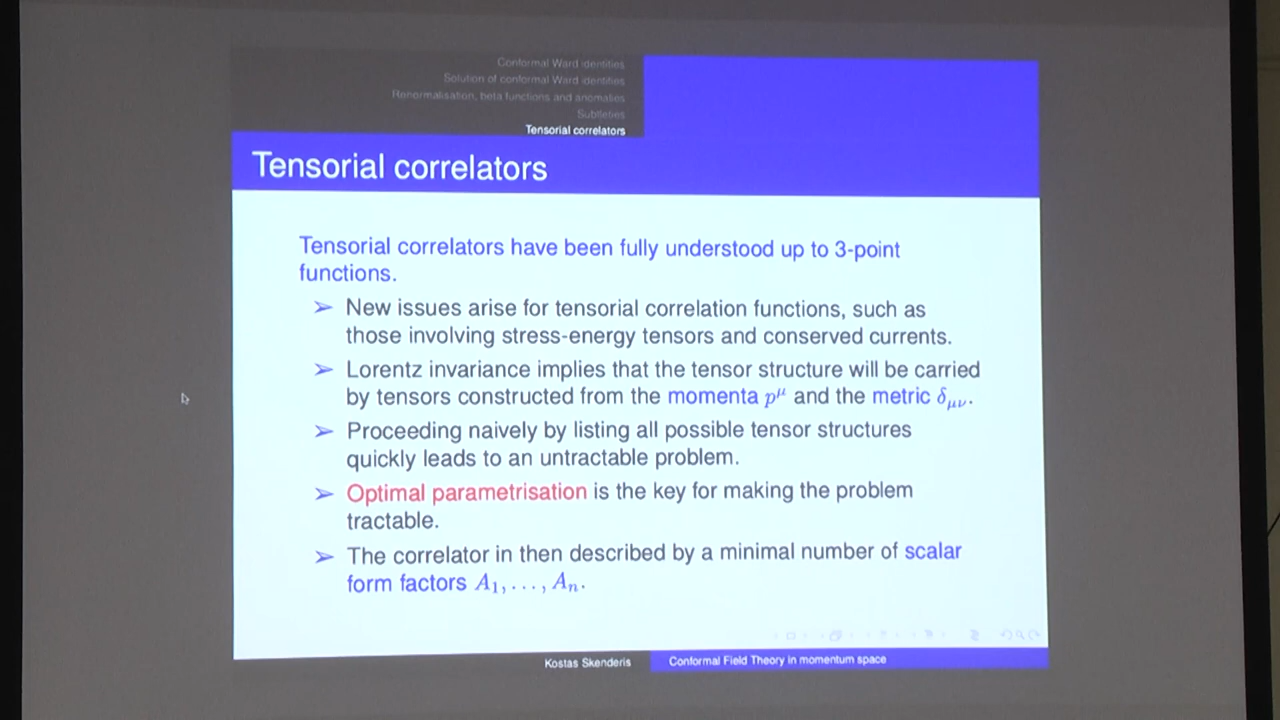 Conformal Ward identities
Solution of conformal Ward identities
Renormalisation, beta functions and anomalies
Subtleties
Tensorial correlators
Tensorial correlators
Tensorial correlators have been fully understood up to 3-point
functions.
➢ New issues arise for tensorial correlation functions, such as
those involving stress-energy tensors and conserved currents.
➢ Lorentz invariance implies that the tensor structure will be carried
by tensors constructed from the momenta p^μ and the metric δ_μν.
➢ Proceeding naively by listing all possible tensor structures
quickly leads to an untractable problem.
➢ Optimal parametrisation is the key for making the problem
tractable.
➢ The correlator in then described by a minimal number of scalar
form factors A₁, . . . , Aₙ.
Kostas Skenderis
Conformal Field Theory in momentum space